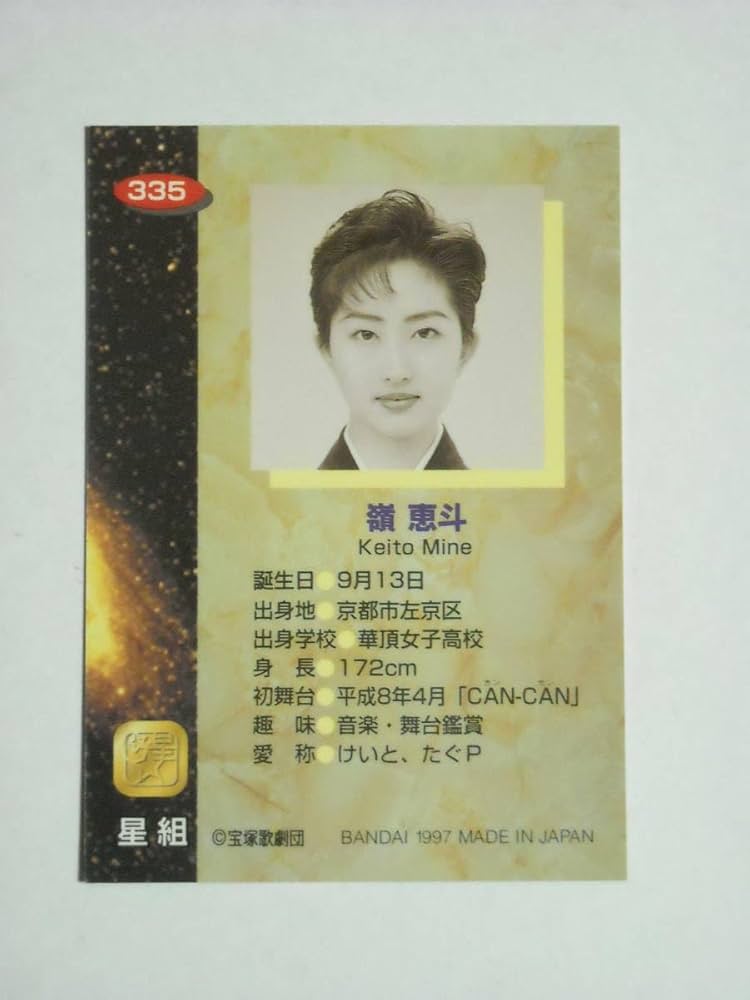 335
嶺 恵斗
Keito Mine
誕生日●9月13日
出身地●京都市左京区
出身学校●華頂女子高校
身　長●172cm
初舞台●平成8年4月「CAN-CAN」
趣　味●音楽・舞台鑑賞
愛　称●けいと、たぐP
星組
©宝塚歌劇団 BANDAI 1997 MADE IN JAPAN